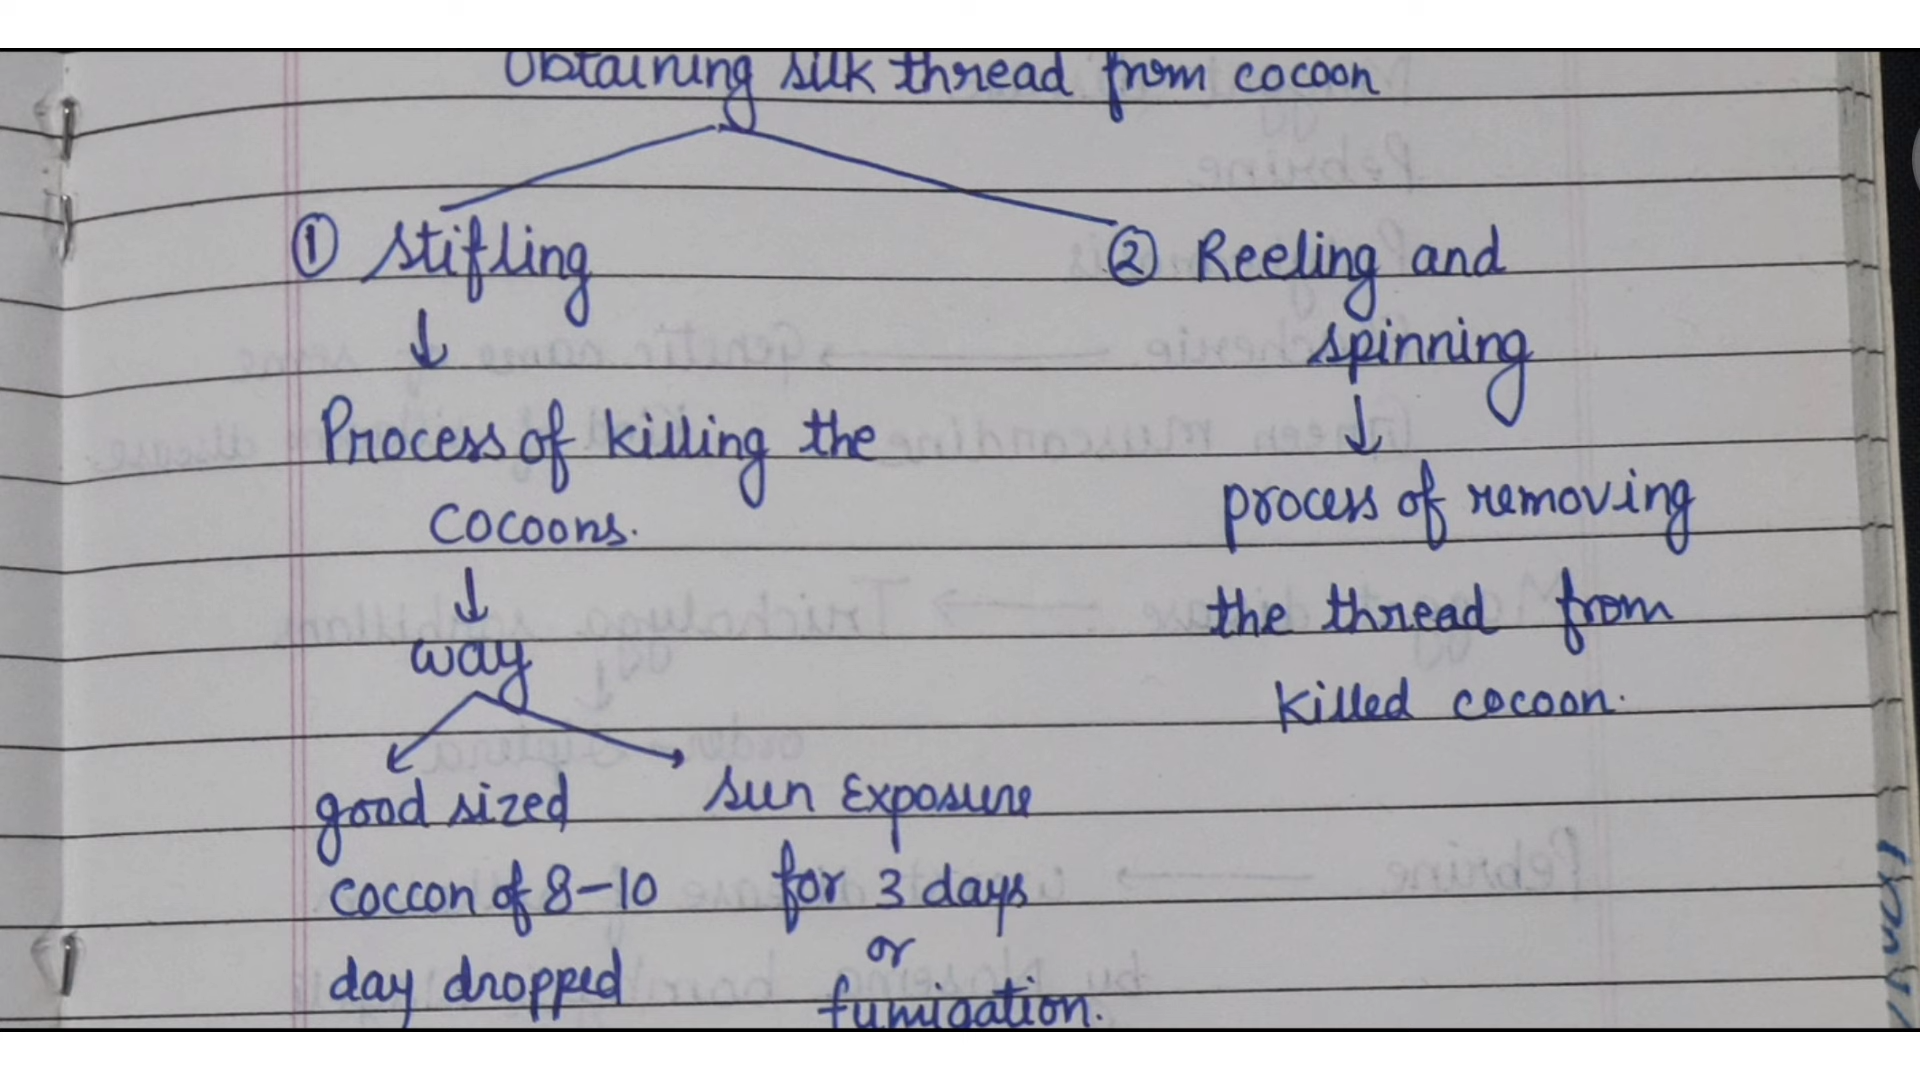 Obtaining silk thread from cocoon
① Stifling
↓
Process of killing the
cocoons.
↓
way
good sized
coccon of 8-10
day dropped
sun Exposure
for 3 days
or
fumigation.
② Reeling and
spinning
↓
process of removing
the thread from
killed cocoon.